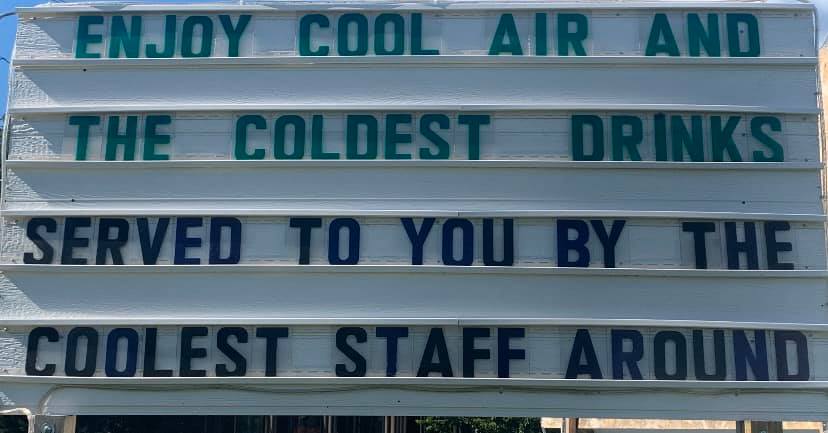 ENJOY COOL AIR AND
THE COLDEST DRINKS
SERVED TO YOU BY THE
COOLEST STAFF AROUND